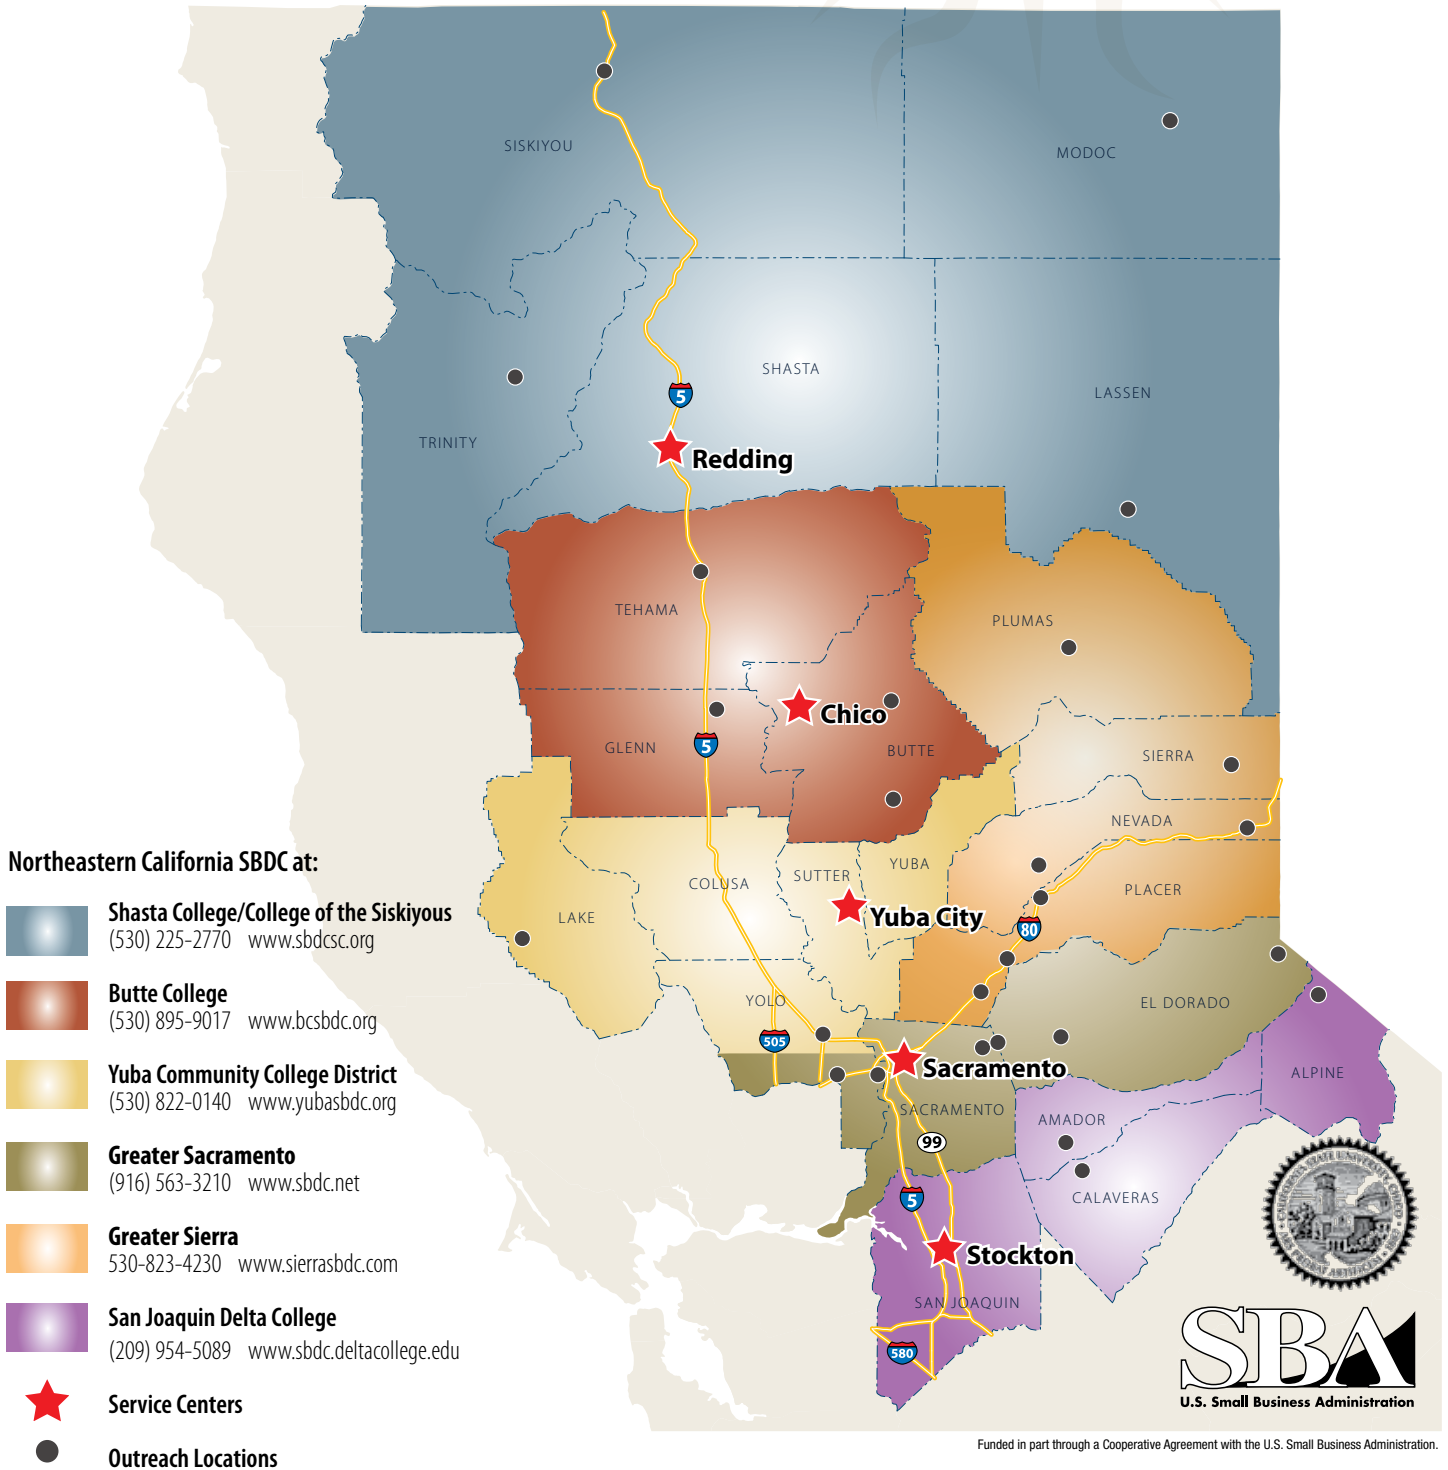 SISKIYOU
MODOC
SHASTA
LASSEN
TRINITY
5
Redding
TEHAMA
PLUMAS
Chico
GLENN
5
BUTTE
SIERRA
NEVADA
YUBA
SUTTER
COLUSA
PLACER
LAKE
Yuba City
80
YOLO
EL DORADO
505
Sacramento
ALPINE
SACRAMENTO
AMADOR
99
CALAVERAS
5
Stockton
SAN JOAQUIN
580
Northeastern California SBDC at:
Shasta College/College of the Siskiyous
(530) 225-2770 www.sbdcsc.org
Butte College
(530) 895-9017 www.bcsbdc.org
Yuba Community College District
(530) 822-0140 www.yubasbdc.org
Greater Sacramento
(916) 563-3210 www.sbdc.net
Greater Sierra
530-823-4230 www.sierrasbdc.com
San Joaquin Delta College
(209) 954-5089 www.sbdc.deltacollege.edu
Service Centers
Outreach Locations
CALIFORNIA STATE UNIVERSITY, CHICO
SBA
U.S. Small Business Administration
Funded in part through a Cooperative Agreement with the U.S. Small Business Administration.